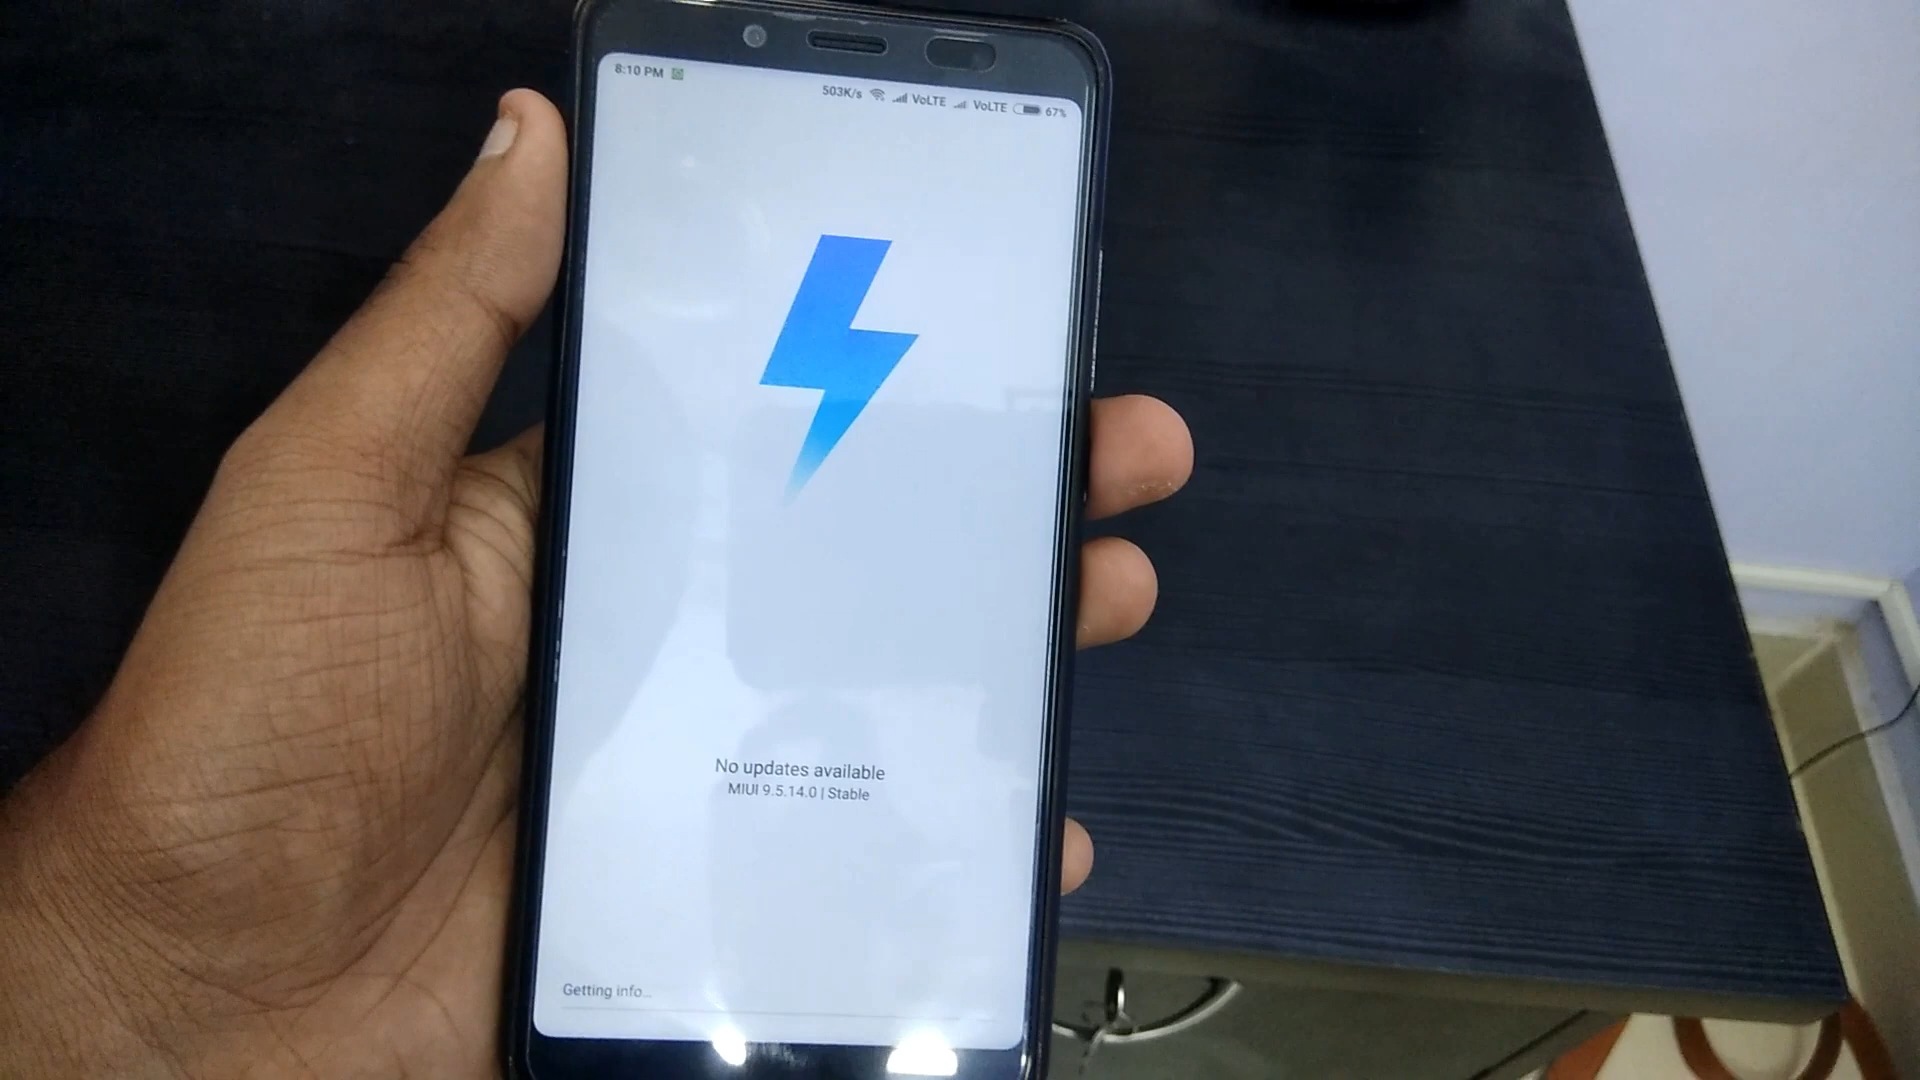 8:10 PM
503K/s VoLTE VoLTE 67%
No updates available
MIUI 9.5.14.0 | Stable
Getting info...